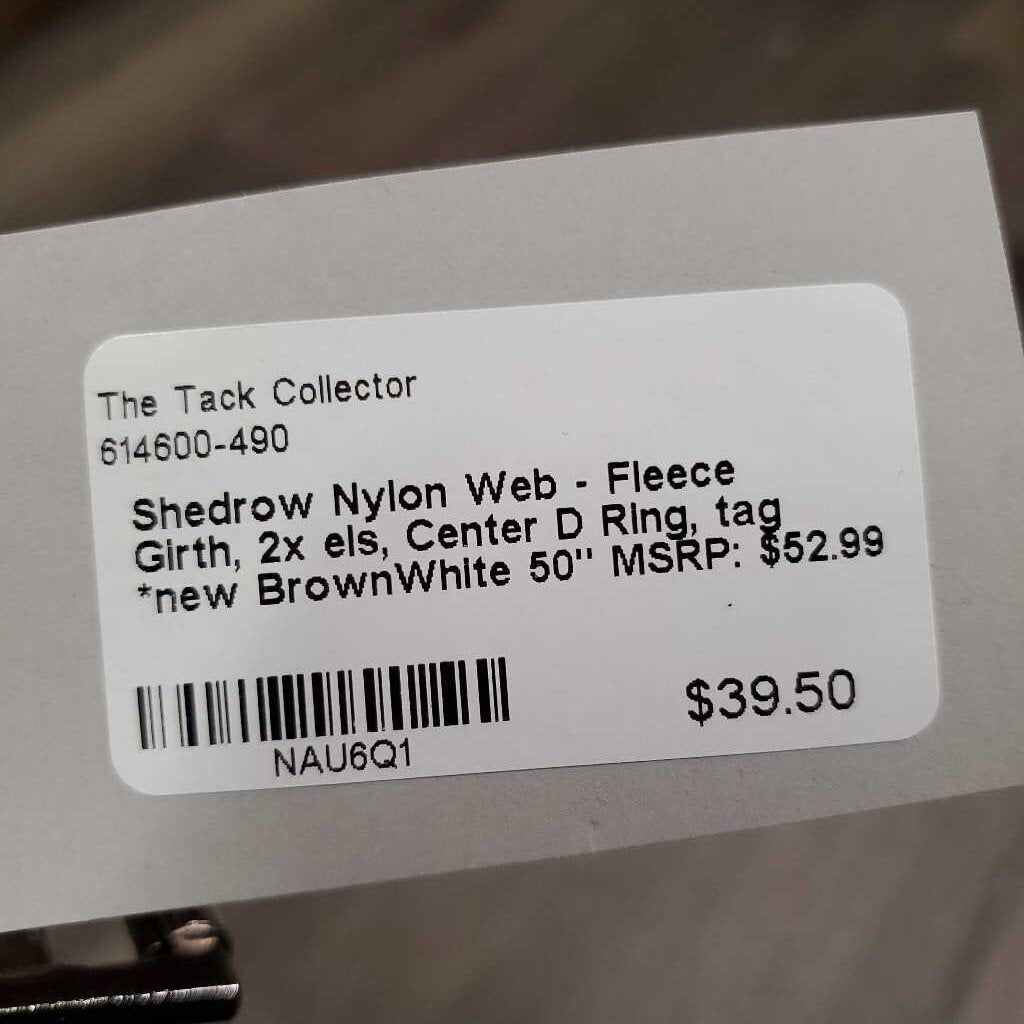 The Tack Collector
614600-490
Shedrow Nylon Web - Fleece
Girth, 2x els, Center D Ring, tag
*new BrownWhite 50" MSRP: $52.99
NAU6Q1
$39.50